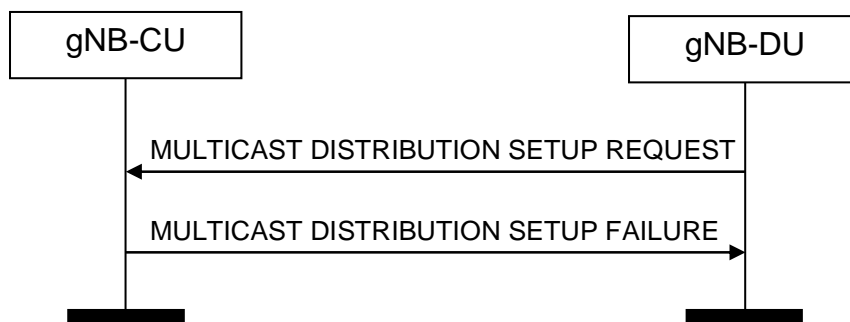 gNB-CU
gNB-DU
MULTICAST DISTRIBUTION SETUP REQUEST
MULTICAST DISTRIBUTION SETUP FAILURE